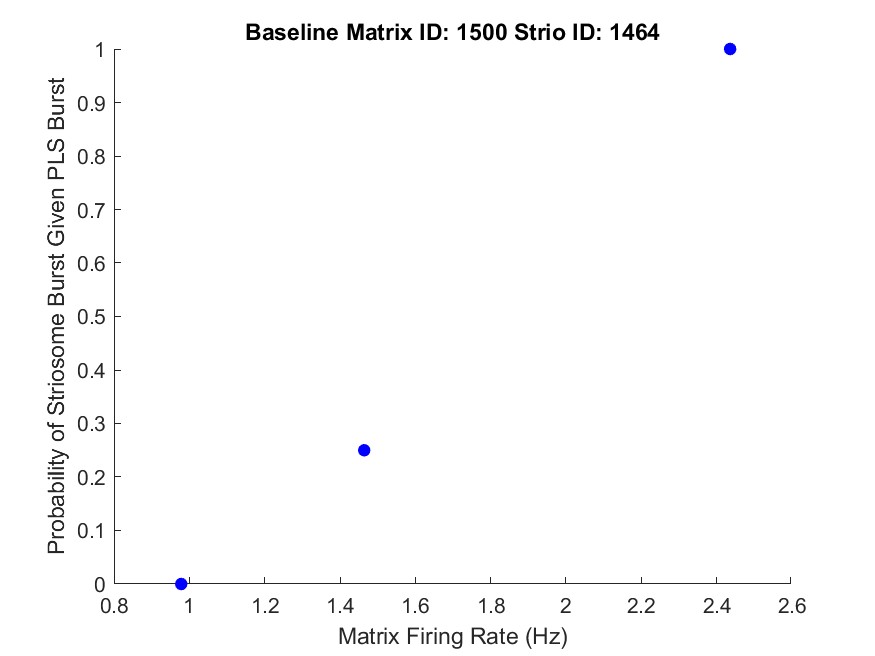 Baseline Matrix ID: 1500 Strio ID: 1464
Probability of Striosome Burst Given PLS Burst
1
0.9
0.8
0.7
0.6
0.5
0.4
0.3
0.2
0.1
0
0.8 1 1.2 1.4 1.6 1.8 2 2.2 2.4 2.6
Matrix Firing Rate (Hz)